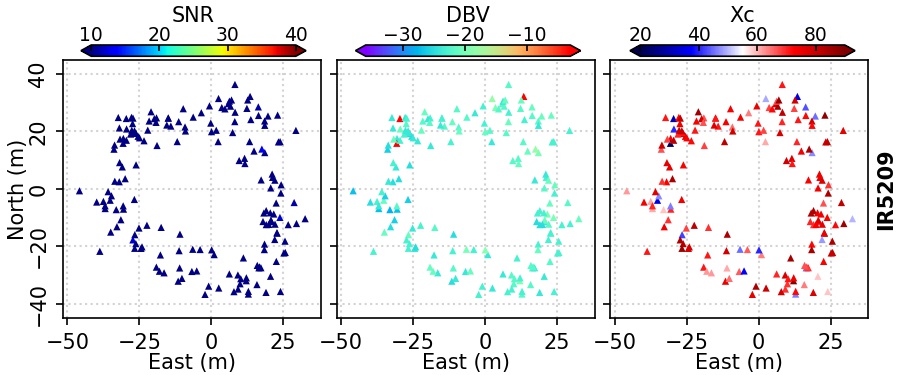 SNR DBV Xc
10 20 30 40 −30 −20 −10 20 40 60 80
40
20
0
−20
−40
North (m)
−50 −25 0 25 −50 −25 0 25 −50 −25 0 25
East (m) East (m) East (m)
IR5209